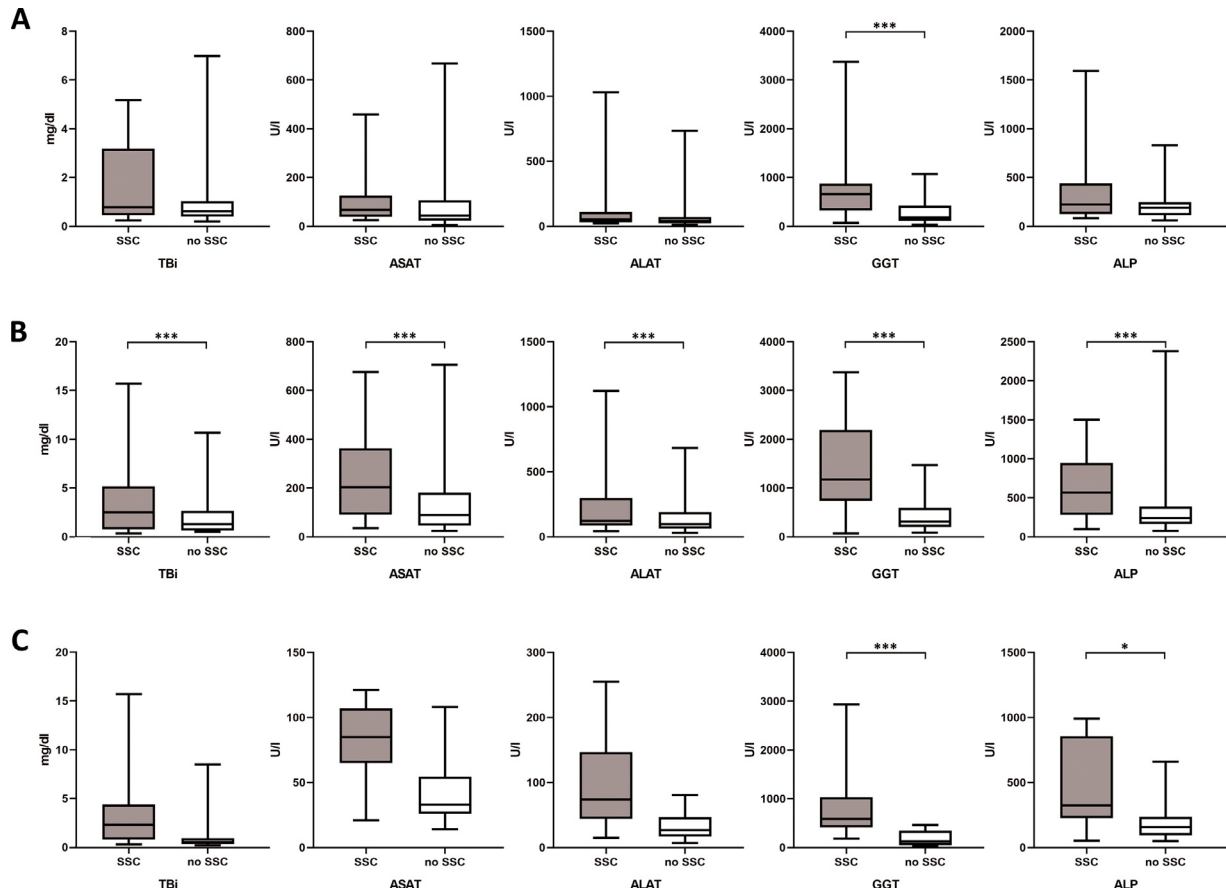 A
8
6
4
2
0
mg/dl
SSC
no SSC
TBi
800
600
400
200
0
U/l
SSC
no SSC
ASAT
1500
1000
500
0
U/l
SSC
no SSC
ALAT
4000
3000
2000
1000
0
U/l
***
SSC
no SSC
GGT
2000
1500
1000
500
0
U/l
SSC
no SSC
ALP
B
20
15
10
5
0
mg/dl
***
SSC
no SSC
TBi
800
600
400
200
0
U/l
***
SSC
no SSC
ASAT
1500
1000
500
0
U/l
***
SSC
no SSC
ALAT
4000
3000
2000
1000
0
U/l
***
SSC
no SSC
GGT
2500
2000
1500
1000
500
0
U/l
***
SSC
no SSC
ALP
C
20
15
10
5
0
mg/dl
SSC
no SSC
TBi
150
100
50
0
U/l
SSC
no SSC
ASAT
300
200
100
0
U/l
SSC
no SSC
ALAT
4000
3000
2000
1000
0
U/l
***
SSC
no SSC
GGT
1500
1000
500
0
U/l
*
SSC
no SSC
ALP